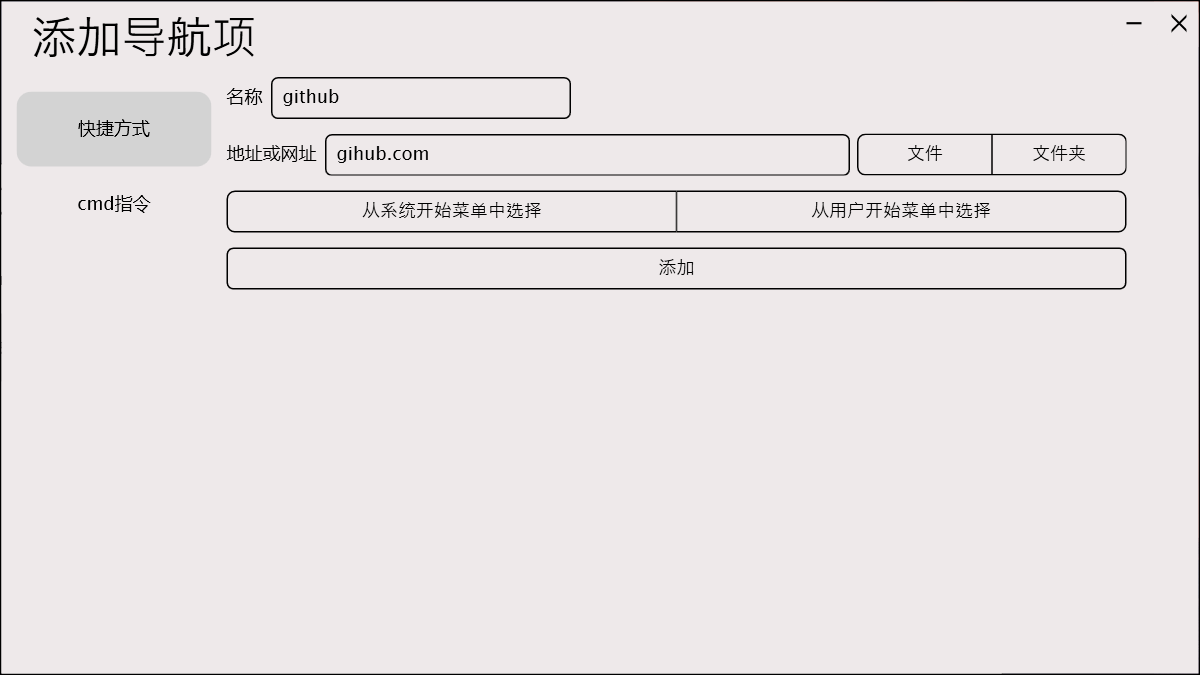 添加导航项
快捷方式
cmd指令
名称 github
地址或网址 gihub.com 文件 文件夹
从系统开始菜单中选择 从用户开始菜单中选择
添加